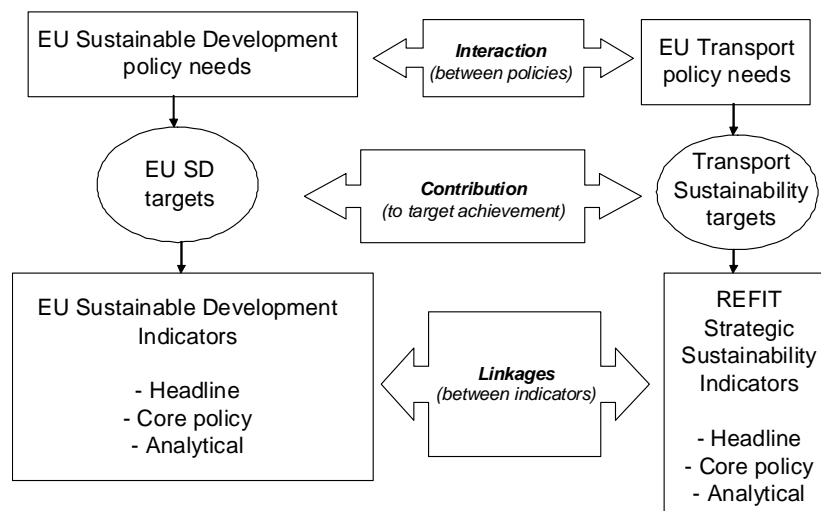 EU Sustainable Development
policy needs
Interaction
(between policies)
EU Transport
policy needs
EU SD
targets
Contribution
(to target achievement)
Transport
Sustainability
targets
EU Sustainable Development
Indicators
- Headline
- Core policy
- Analytical
Linkages
(between indicators)
REFIT
Strategic
Sustainability
Indicators
- Headline
- Core policy
- Analytical